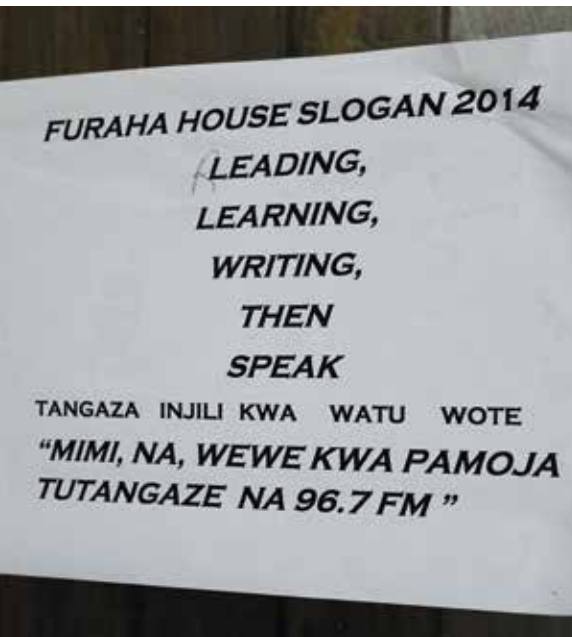 FURAHA HOUSE SLOGAN 2014
LEADING,
LEARNING,
WRITING,
THEN
SPEAK
TANGAZA INJILI KWA WATU WOTE
“MIMI, NA, WEWE KWA PAMOJA
TUTANGAZE NA 96.7 FM ”